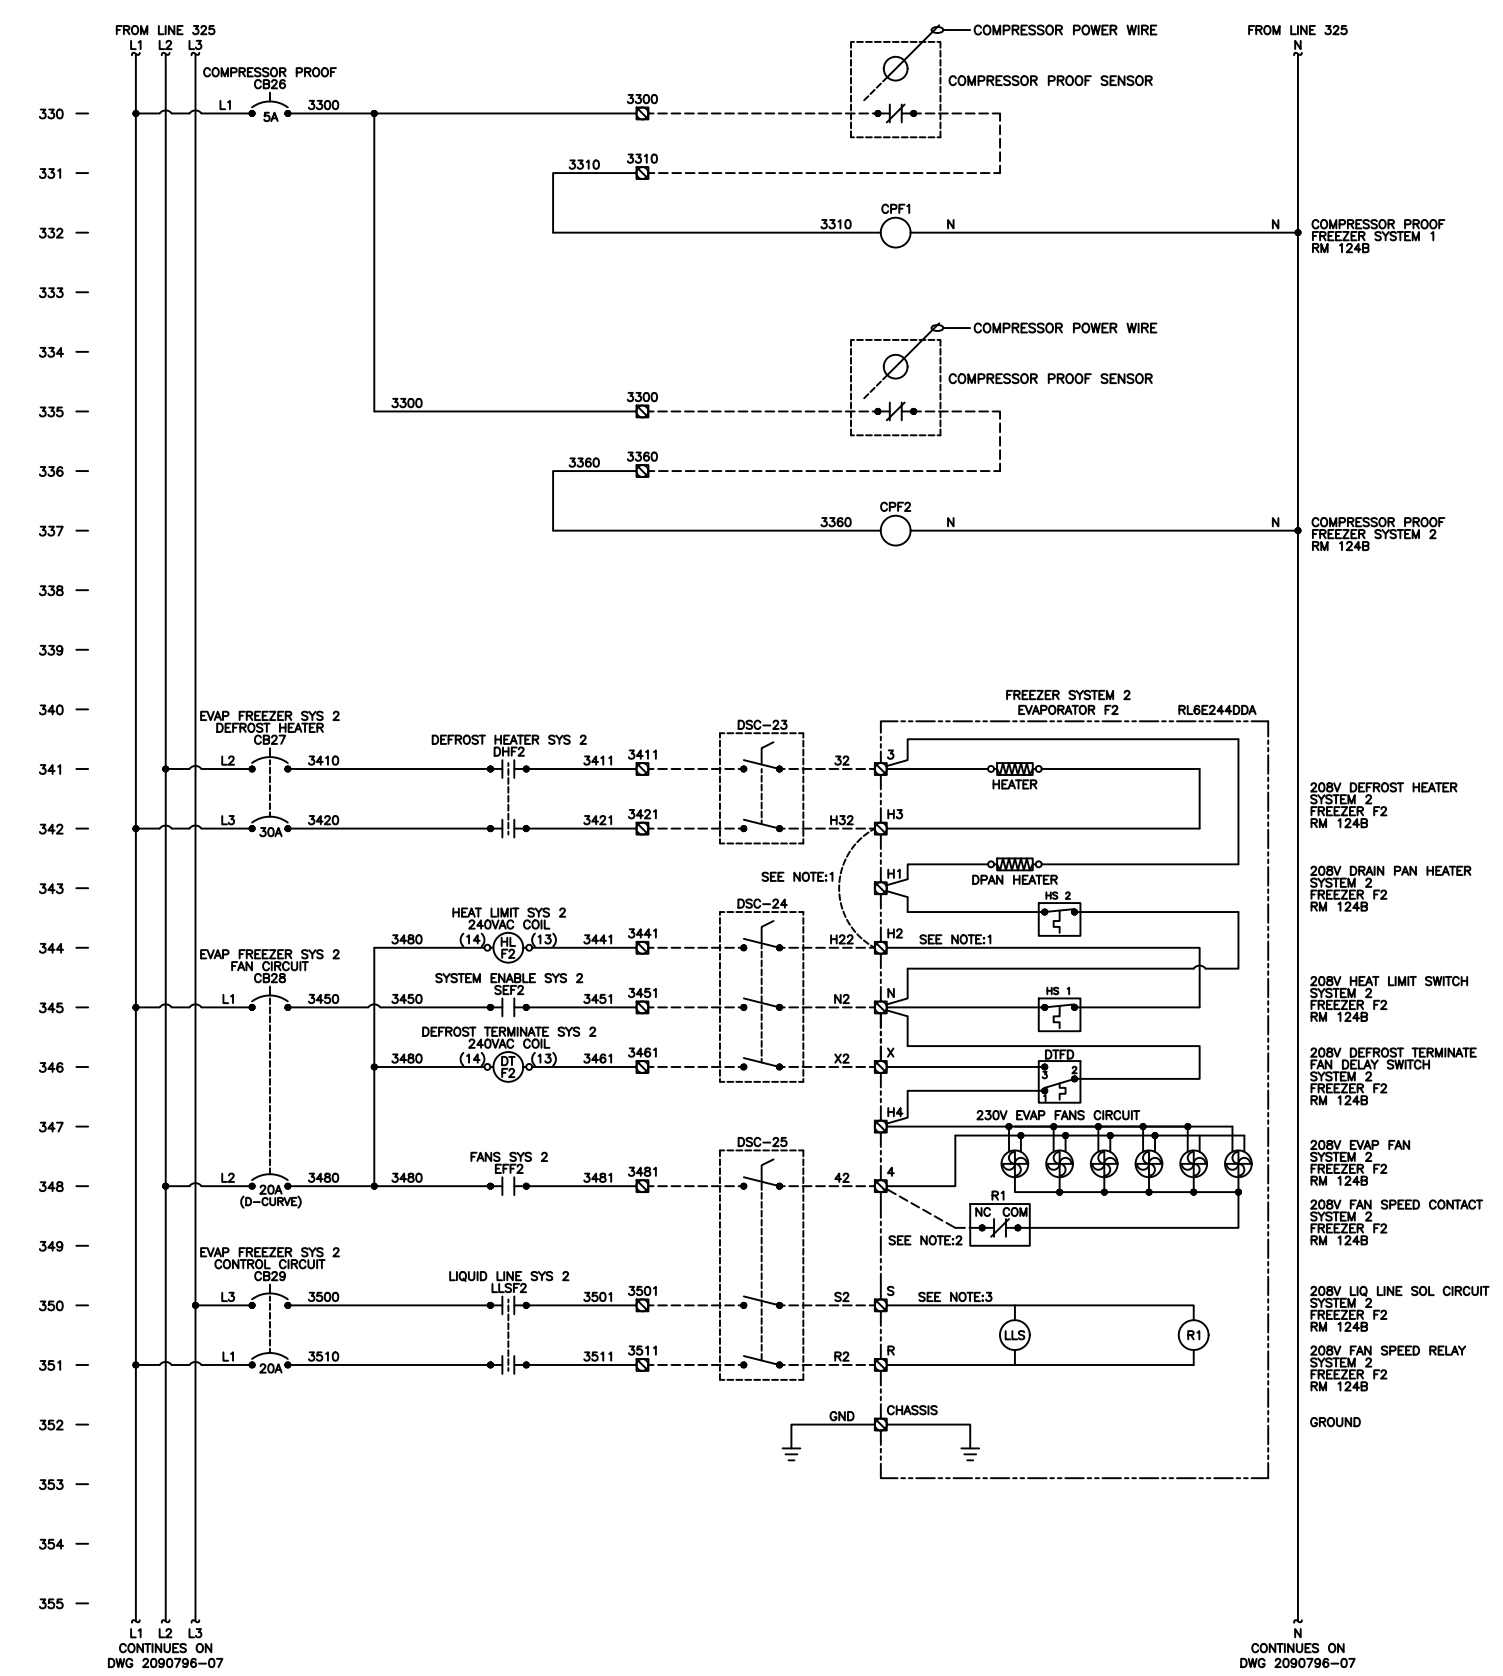 FROM LINE 325
L1 L2 L3
FROM LINE 325
N
COMPRESSOR POWER WIRE
COMPRESSOR PROOF
CB26
COMPRESSOR PROOF SENSOR
330 L1 5A 3300 3300
331 3310 3310
CPF1
332 3310 N N
COMPRESSOR PROOF
FREEZER SYSTEM 1
RM 124B
333
COMPRESSOR POWER WIRE
334
COMPRESSOR PROOF SENSOR
335 3300 3300
336 3360 3360
CPF2
337 3360 N N
COMPRESSOR PROOF
FREEZER SYSTEM 2
RM 124B
338
339
340
FREEZER SYSTEM 2
EVAPORATOR F2 RL6E244DDA
EVAP FREEZER SYS 2
DEFROST HEATER
CB27
DEFROST HEATER SYS 2
DHF2
DSC-23
341 L2 3410 3411 3411 32 3
HEATER
342 L3 30A 3420 3421 3421 H32 H3
208V DEFROST HEATER
SYSTEM 2
FREEZER F2
RM 124B
SEE NOTE:1
343 H1
DPAN HEATER
HS 2
208V DRAIN PAN HEATER
SYSTEM 2
FREEZER F2
RM 124B
DSC-24
HEAT LIMIT SYS 2
240VAC COIL
344 3480 (14) HL F2 (13) 3441 3441 H22 H2 SEE NOTE:1
EVAP FREEZER SYS 2
FAN CIRCUIT
CB28
SYSTEM ENABLE SYS 2
SEF2
345 L1 3450 3450 3451 3451 N2 N
HS 1
208V HEAT LIMIT SWITCH
SYSTEM 2
FREEZER F2
RM 124B
DEFROST TERMINATE SYS 2
240VAC COIL
346 3480 (14) DT F2 (13) 3461 3461 X2 X
DTFD
3 2
1
208V DEFROST TERMINATE
FAN DELAY SWITCH
SYSTEM 2
FREEZER F2
RM 124B
347 H4 230V EVAP FANS CIRCUIT
DSC-25
FANS SYS 2
EFF2
348 L2 20A 3480 3480 3481 3481 42 4
(D-CURVE)
208V EVAP FAN
SYSTEM 2
FREEZER F2
RM 124B
R1
NC COM
SEE NOTE:2
208V FAN SPEED CONTACT
SYSTEM 2
FREEZER F2
RM 124B
349
EVAP FREEZER SYS 2
CONTROL CIRCUIT
CB29
LIQUID LINE SYS 2
LLSF2
350 L3 3500 3501 3501 S2 S SEE NOTE:3
LLS R1
208V LIQ LINE SOL CIRCUIT
SYSTEM 2
FREEZER F2
RM 124B
351 L1 20A 3510 3511 3511 R2 R
208V FAN SPEED RELAY
SYSTEM 2
FREEZER F2
RM 124B
352 GND CHASSIS
GROUND
353
354
355
L1 L2 L3
CONTINUES ON
DWG 2090796-07
N
CONTINUES ON
DWG 2090796-07